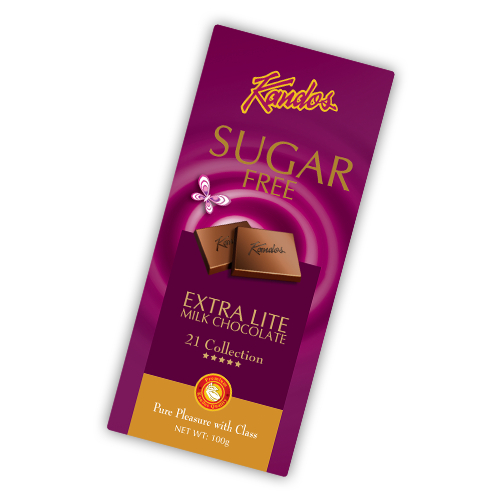 Kandos
SUGAR
FREE
Kandos
EXTRA LITE
MILK CHOCOLATE
21 Collection
Pure Pleasure with Class
NET WT: 100g